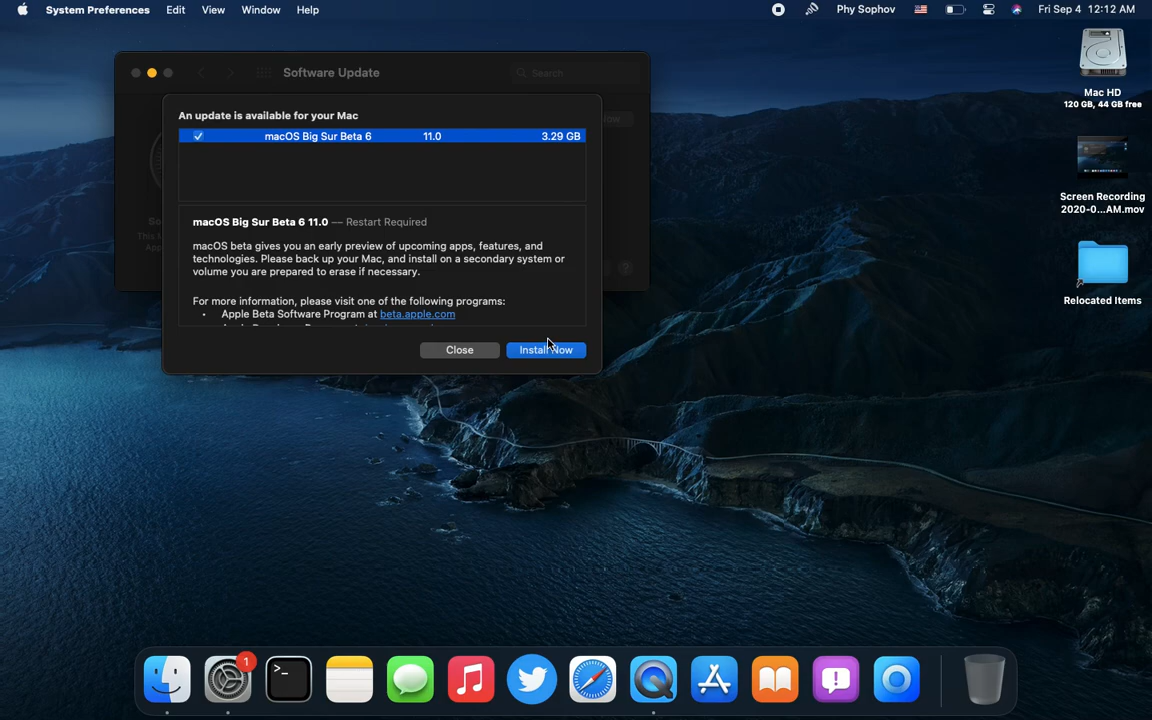 System Preferences Edit View Window Help
Phy Sophov Fri Sep 4 12:12 AM
Software Update
Search
An update is available for your Mac
macOS Big Sur Beta 6 11.0 3.29 GB
macOS Big Sur Beta 6 11.0 — Restart Required
macOS beta gives you an early preview of upcoming apps, features, and
technologies. Please back up your Mac, and install on a secondary system or
volume you are prepared to erase if necessary.
For more information, please visit one of the following programs:
• Apple Beta Software Program at beta.apple.com
Close
Install Now
?
Mac HD
120 GB, 44 GB free
Screen Recording
2020-0...AM.mov
Relocated Items
1
>_